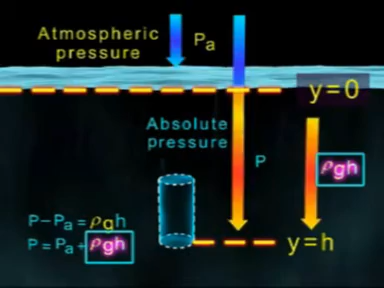 Atmospheric
pressure
Pa
y=0
Absolute
pressure
P
ρgh
P-Pa=ρgh
P=Pa+ρgh
y=h